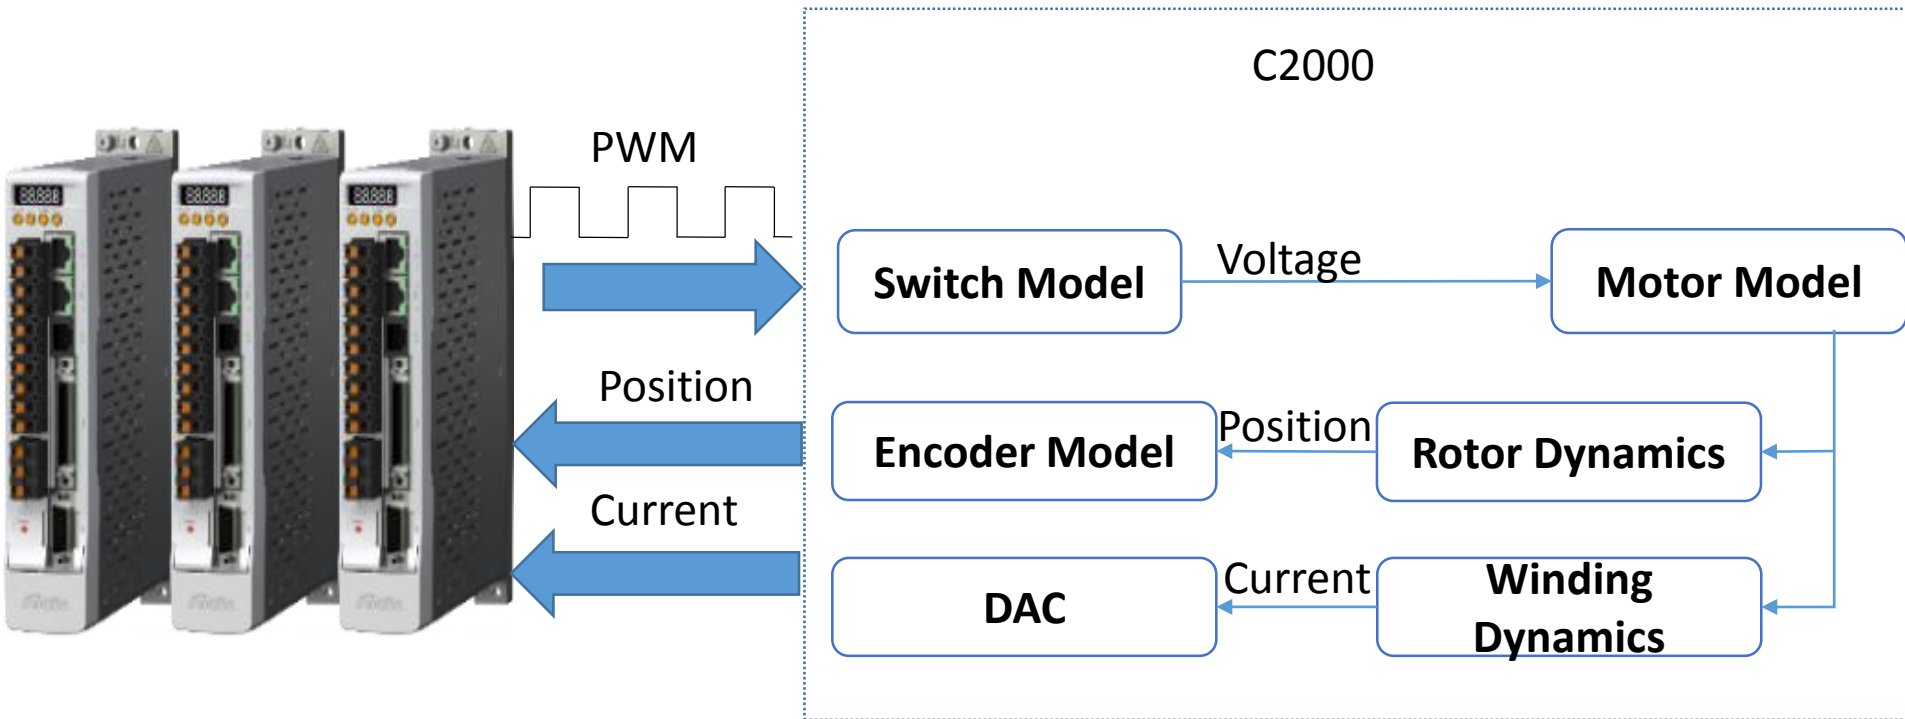 C2000
PWM
Switch Model
Voltage
Motor Model
Position
Encoder Model
Position
Rotor Dynamics
Current
DAC
Current
Winding
Dynamics